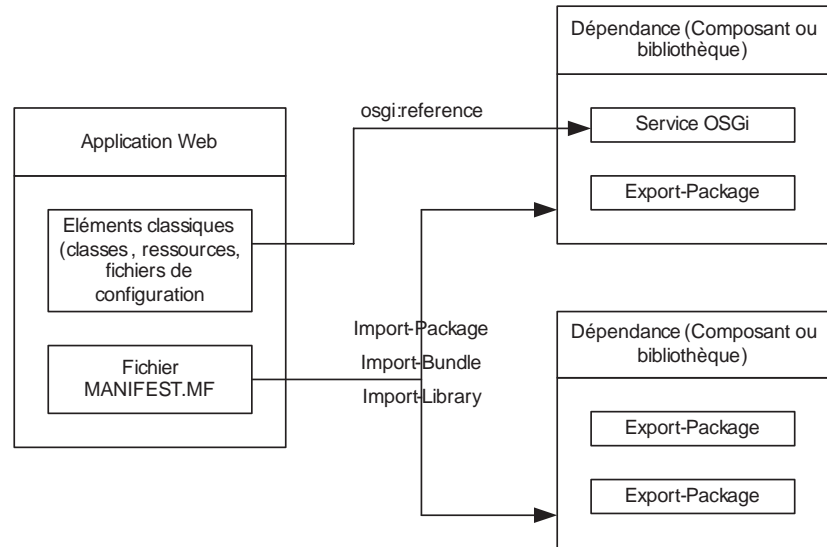 Dépendance (Composant ou
bibliothèque)
osgi:reference
Service OSGi
Application Web
Export-Package
Eléments classiques
(classes, ressources,
fichiers de
configuration
Import-Package
Dépendance (Composant ou
bibliothèque)
Fichier
MANIFEST.MF
Import-Bundle
Import-Library
Export-Package
Export-Package